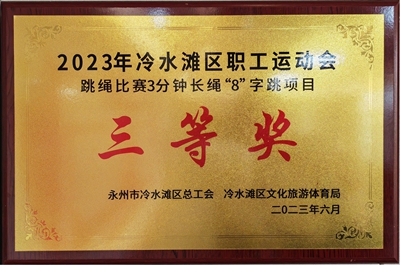 2023年冷水滩区职工运动会
跳绳比赛3分钟长绳“8”字跳项目
三等奖
永州市冷水滩区总工会 冷水滩区文化旅游体育局
二〇二三年六月